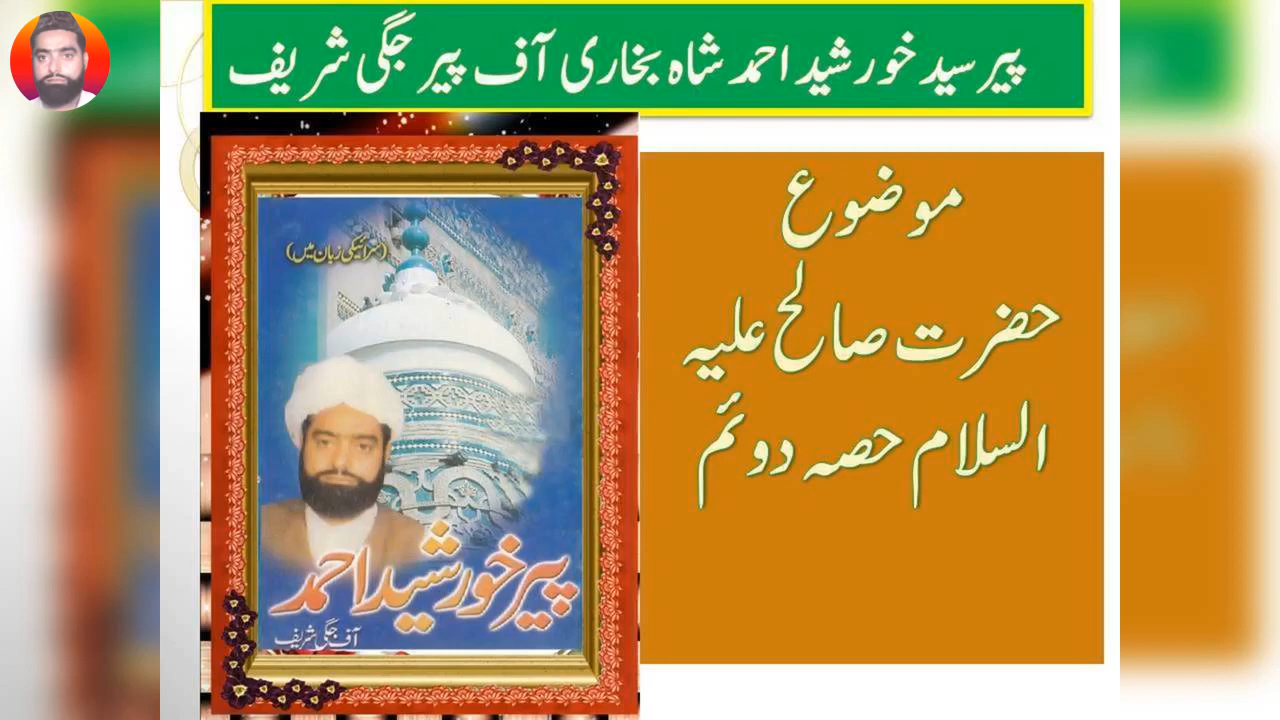 پیر سید خورشید احمد شاہ بخاری آف پیر جگی شریف
(سرائیکی زبان میں)
پیر خورشید احمد
آف جگی شریف
موضوع
حضرت صالح علیہ
السلام حصہ دوئم